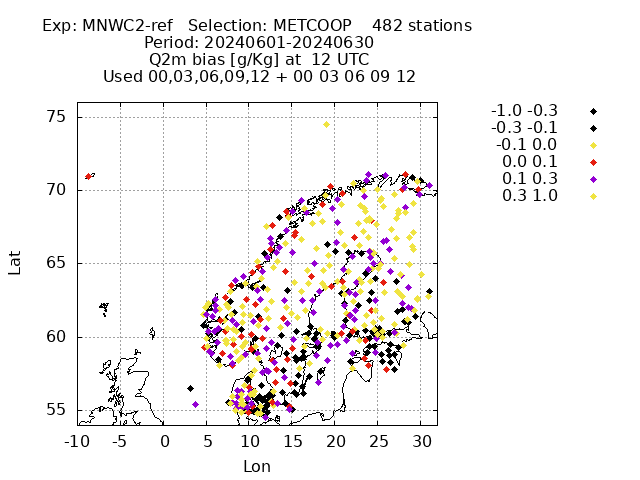 Exp: MNWC2-ref   Selection: METCOOP    482 stations
Period: 20240601-20240630
Q2m bias [g/Kg] at  12 UTC
Used 00,03,06,09,12 + 00 03 06 09 12
75
70
65
60
55
Lat
-10 -5 0 5 10 15 20 25 30
Lon
-1.0 -0.3
-0.3 -0.1
-0.1 0.0
0.0 0.1
0.1 0.3
0.3 1.0